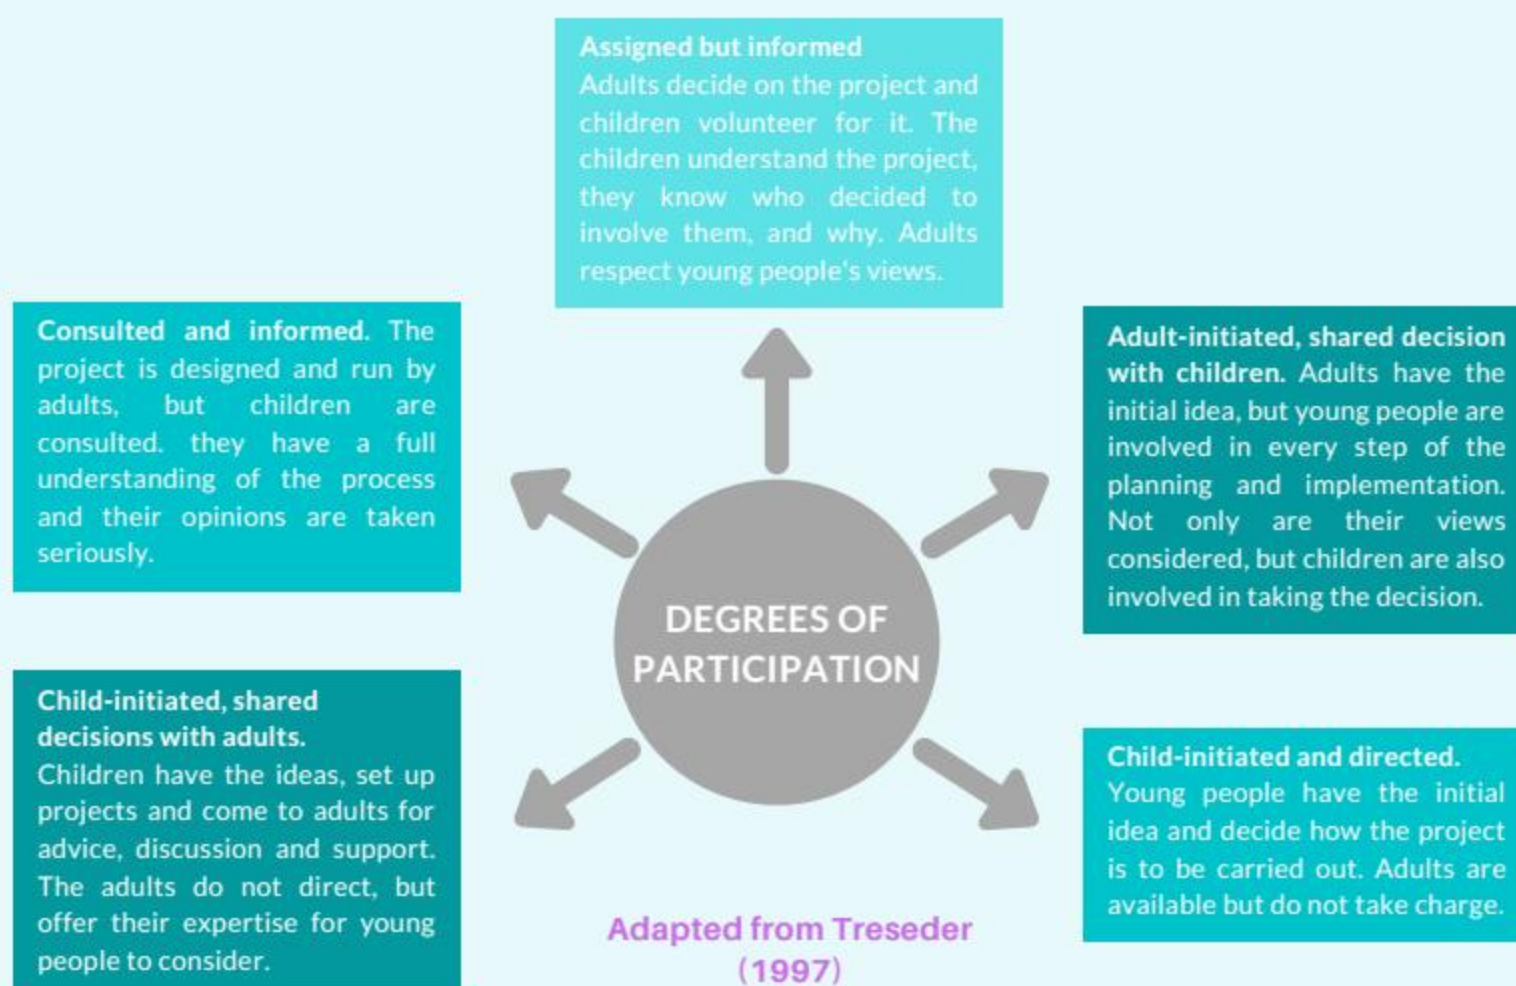 Assigned but informed
Adults decide on the project and
children volunteer for it. The
children understand the project,
they know who decided to
involve them, and why. Adults
respect young people's views.
Consulted and informed. The
project is designed and run by
adults, but children are
consulted. they have a full
understanding of the process
and their opinions are taken
seriously.
Adult-initiated, shared decision
with children. Adults have the
initial idea, but young people are
involved in every step of the
planning and implementation.
Not only are their views
considered, but children are also
involved in taking the decision.
DEGREES OF
PARTICIPATION
Child-initiated, shared
decisions with adults.
Children have the ideas, set up
projects and come to adults for
advice, discussion and support.
The adults do not direct, but
offer their expertise for young
people to consider.
Child-initiated and directed.
Young people have the initial
idea and decide how the project
is to be carried out. Adults are
available but do not take charge.
Adapted from Treseder
(1997)